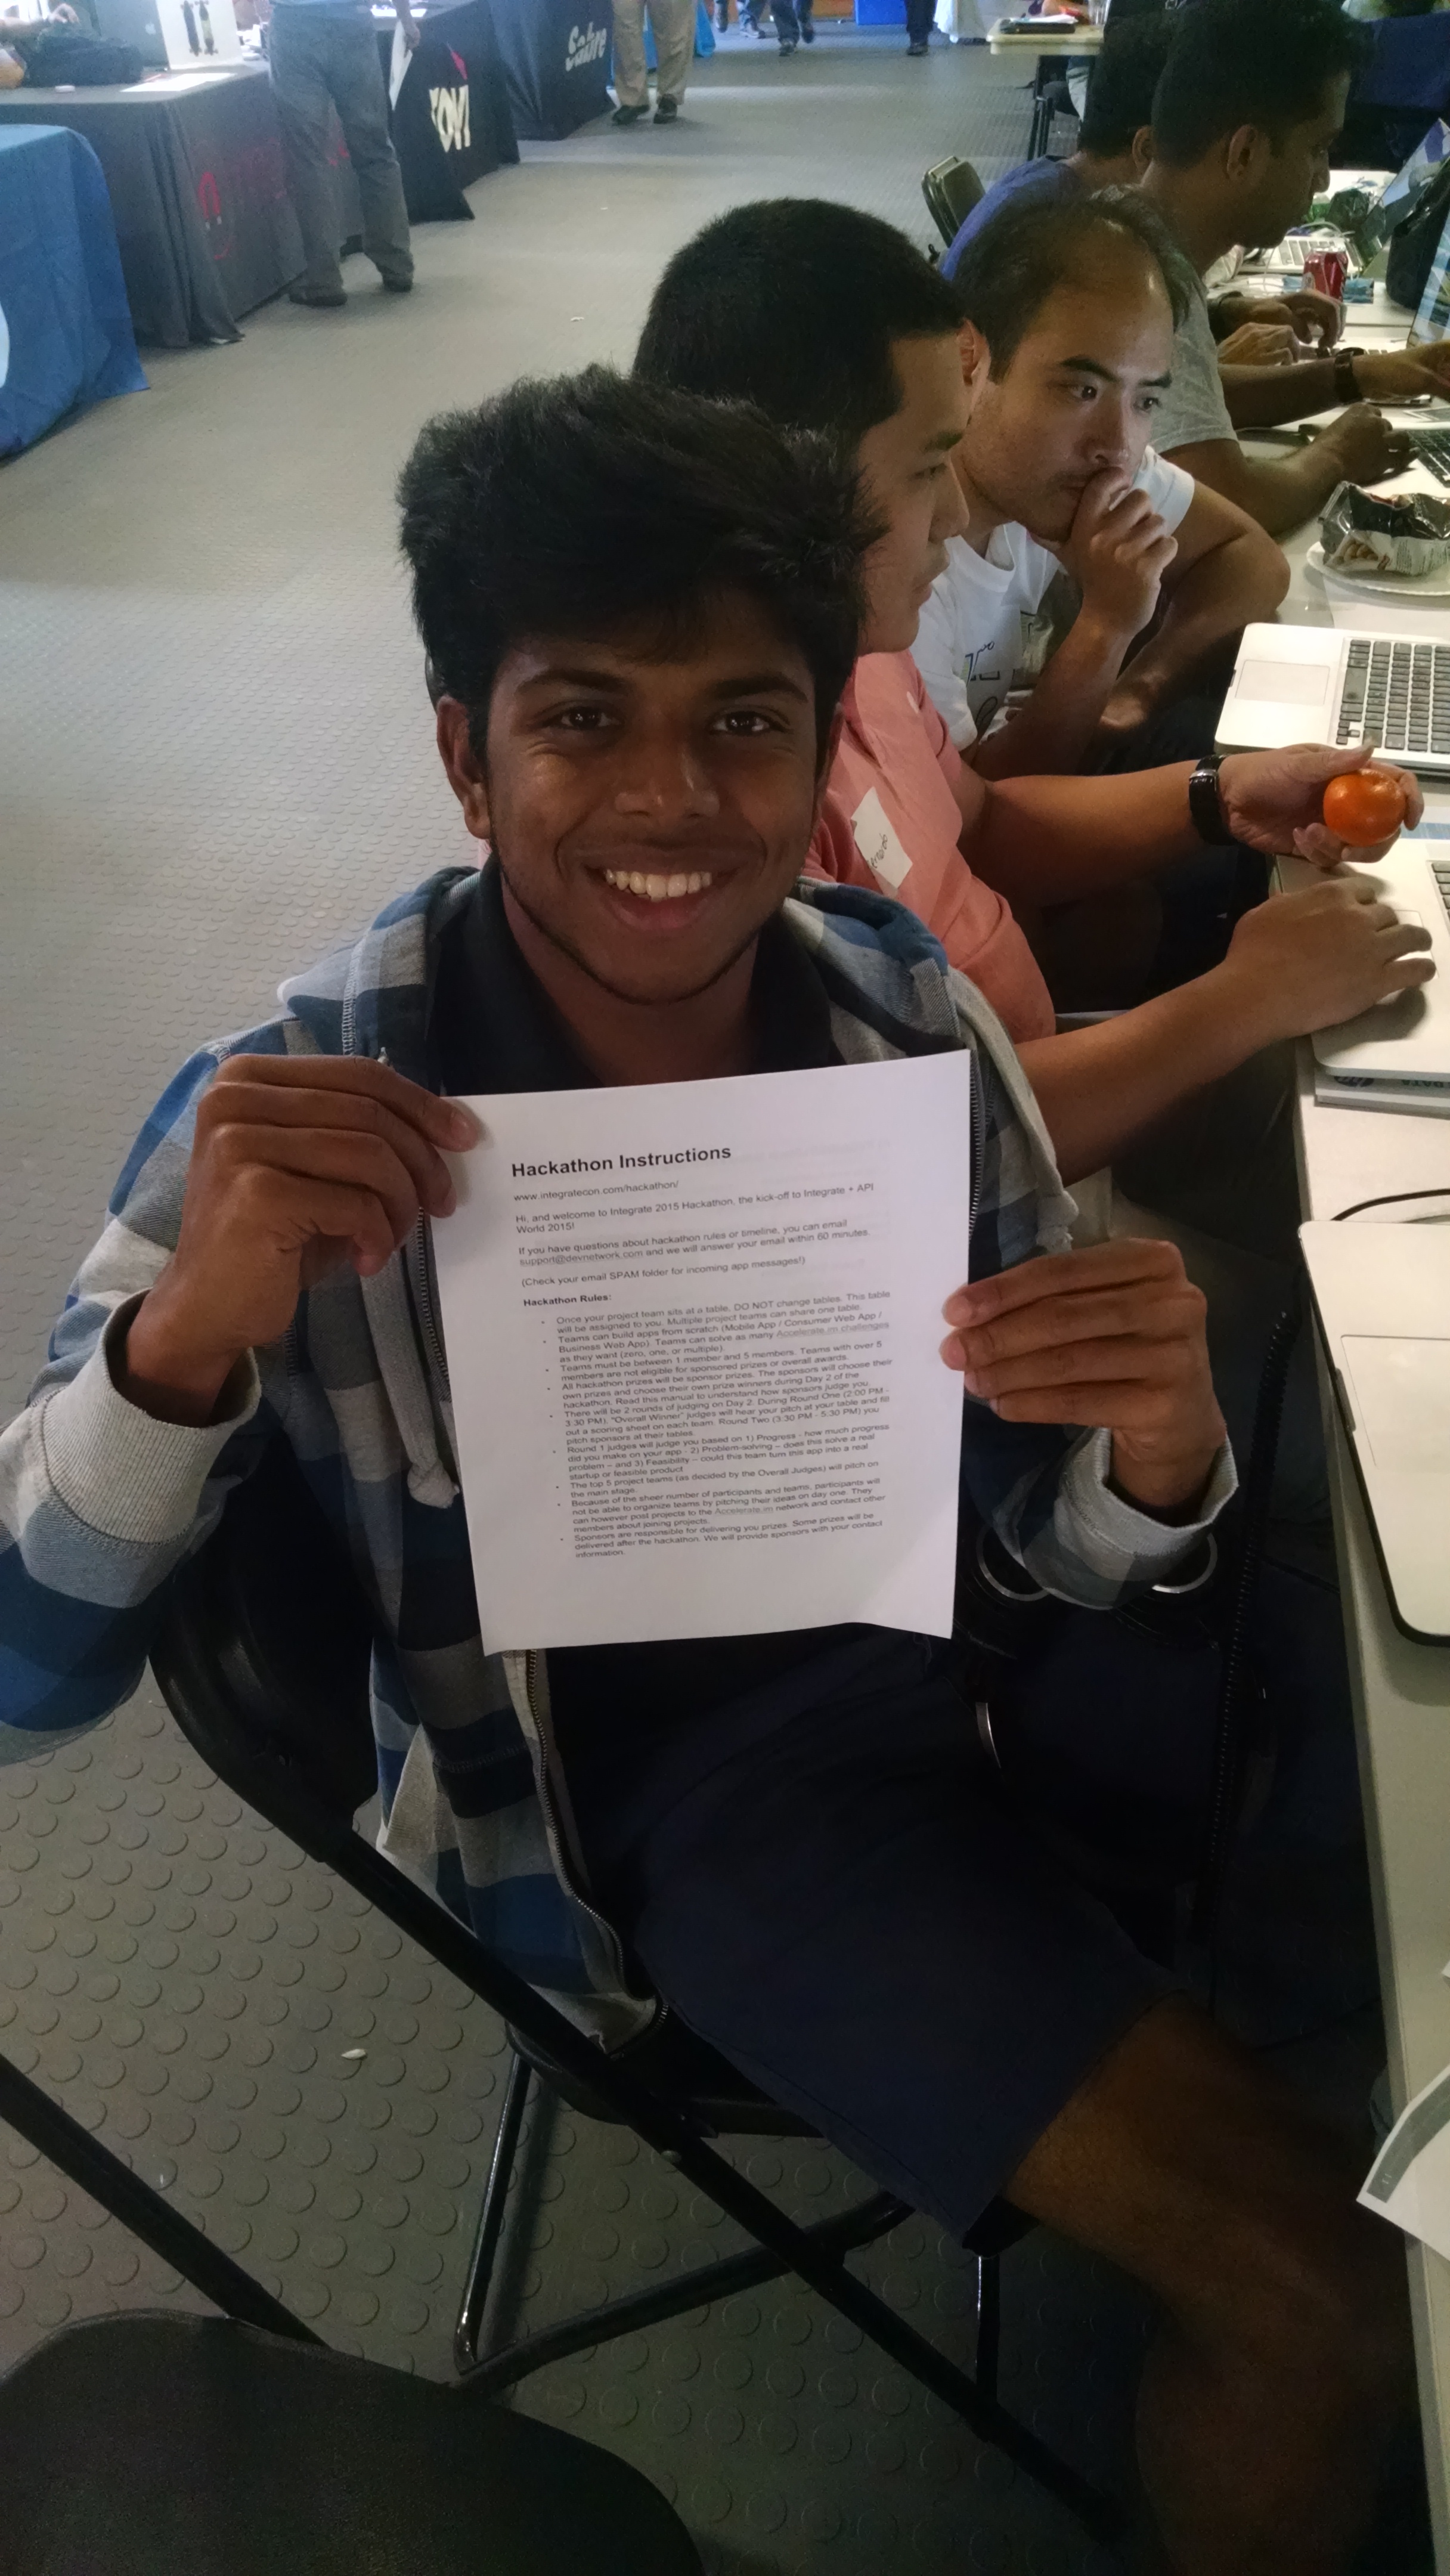 Sabre
Hackathon Instructions
www.integratecon.com/hackathon/
Hi, and welcome to Integrate 2015 Hackathon, the kick-off to Integrate + API
World 2015!
If you have questions about hackathon rules or timeline, you can email
support@devnetwork.com and we will answer your email within 60 minutes.
(Check your email SPAM folder for incoming app messages!)
Hackathon Rules:
• Once your project team sits at a table, DO NOT change tables. This table
will be assigned to you. Multiple project teams can share one table.
• Teams can build apps from scratch (Mobile App / Consumer Web App /
Business Web App). Teams can solve as many Accelerate.im challenges
as they want (zero, one, or multiple).
• Teams must be between 1 member and 5 members. Teams with over 5
members are not eligible for sponsored prizes or overall awards.
• All hackathon prizes will be sponsor prizes. The sponsors will choose their
own prizes and choose their own prize winners during Day 2 of the
hackathon. Read this manual to understand how sponsors judge you.
• There will be 2 rounds of judging on Day 2. During Round One (2:00 PM -
3:30 PM), "Overall Winner" judges will hear your pitch at your table and fill
out a scoring sheet on each team. Round Two (3:30 PM - 5:30 PM) you
pitch sponsors at their tables.
• Round 1 judges will judge you based on 1) Progress - how much progress
did you make on your app - 2) Problem-solving – does this solve a real
problem – and 3) Feasibility – could this team turn this app into a real
startup or feasible product
• The top 5 project teams (as decided by the Overall Judges) will pitch on
the main stage.
• Because of the sheer number of participants and teams, participants will
not be able to organize teams by pitching their ideas on day one. They
can however post projects to the Accelerate.im network and contact other
members about joining projects.
• Sponsors are responsible for delivering you prizes. Some prizes will be
delivered after the hackathon. We will provide sponsors with your contact
information.